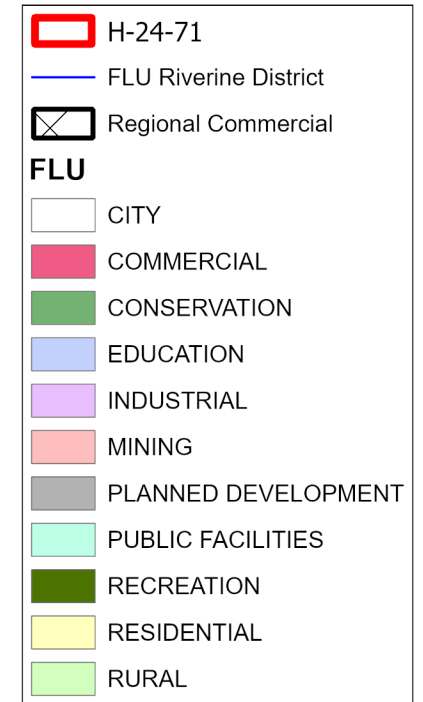 H-24-71
FLU Riverine District
Regional Commercial
FLU
CITY
COMMERCIAL
CONSERVATION
EDUCATION
INDUSTRIAL
MINING
PLANNED DEVELOPMENT
PUBLIC FACILITIES
RECREATION
RESIDENTIAL
RURAL